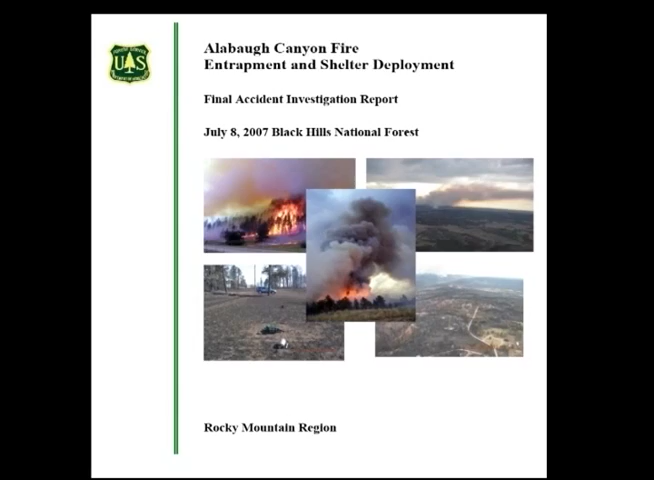 U S
Alabaugh Canyon Fire
Entrapment and Shelter Deployment
Final Accident Investigation Report
July 8, 2007 Black Hills National Forest
Rocky Mountain Region